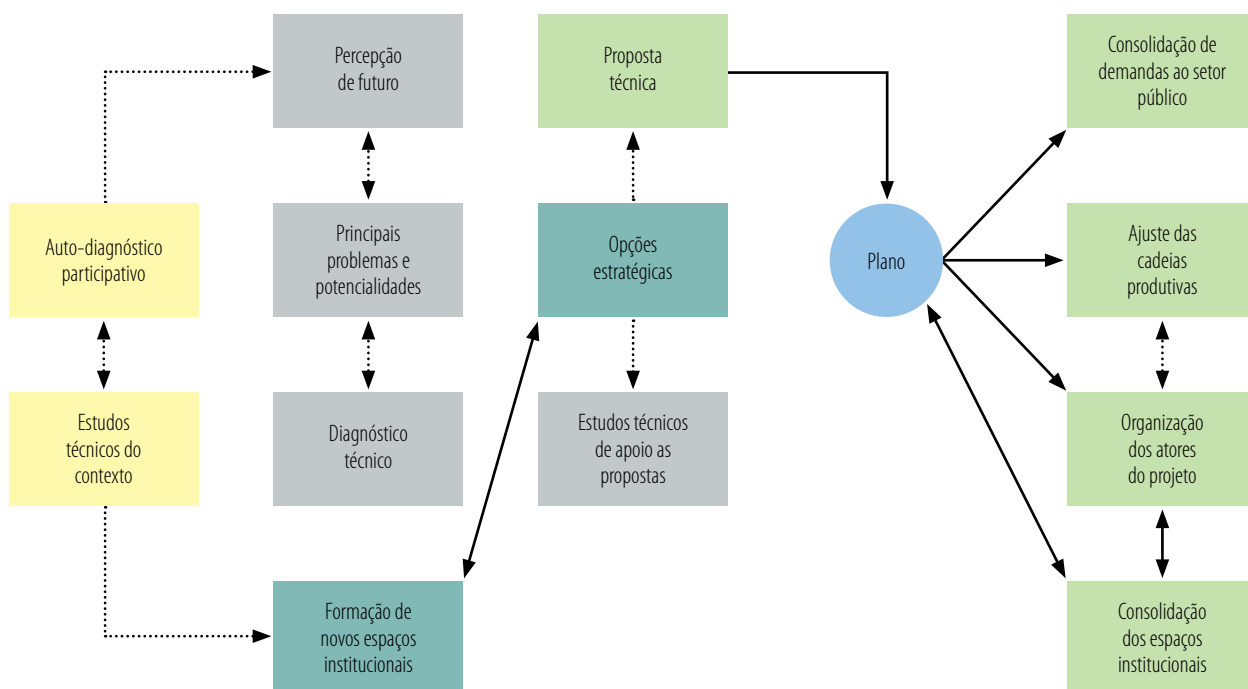 Percepção
de futuro
Proposta
técnica
Consolidação de
demandas ao setor
público
Auto-diagnóstico
participativo
Principais
problemas e
potencialidades
Opções
estratégicas
Plano
Ajuste das
cadeias
produtivas
Estudos
técnicos do
contexto
Diagnóstico
técnico
Estudos técnicos
de apoio as
propostas
Organização
dos atores
do projeto
Formação de
novos espaços
institucionais
Consolidação
dos espaços
institucionais